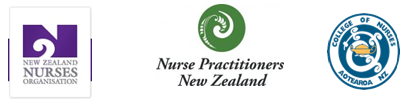 NEW ZEALAND
NURSES
ORGANISATION
Nurse Practitioners
New Zealand
COLLEGE OF NURSES
AOTEAROA NZ